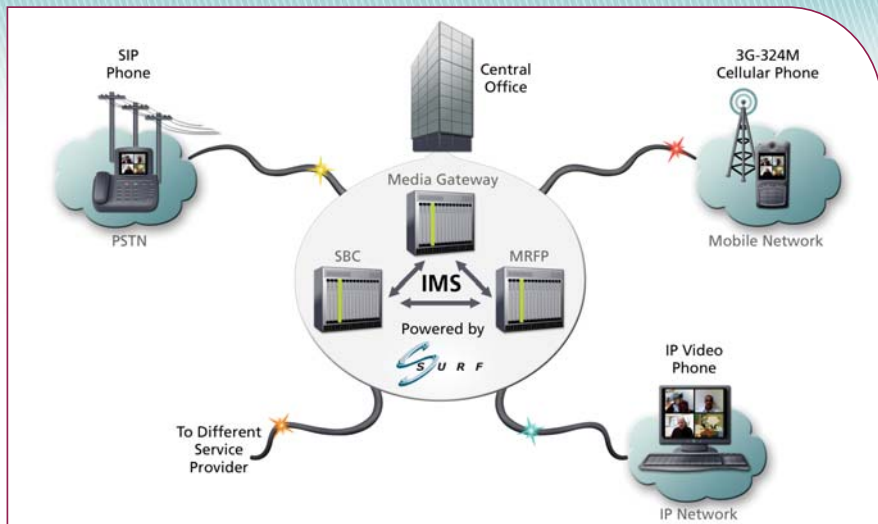 SIP
Phone
PSTN
Central
Office
3G-324M
Cellular Phone
Mobile Network
Media Gateway
SBC
MRFP
IMS
Powered by
SURF
To Different
Service
Provider
IP Video
Phone
IP Network